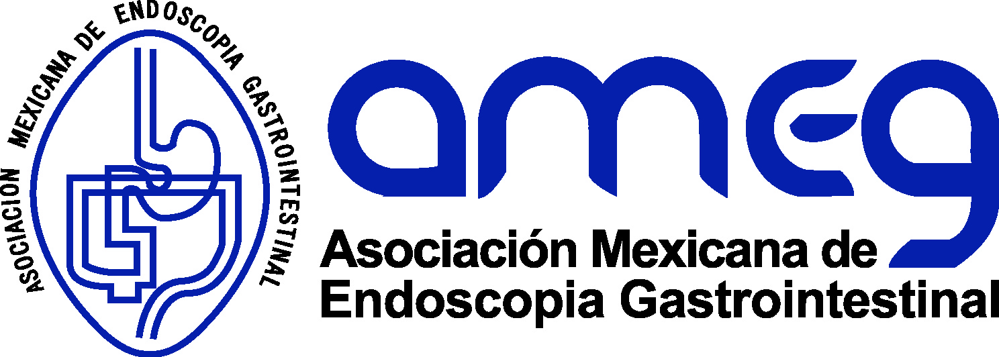 ASOCIACION MEXICANA DE ENDOSCOPIA GASTROINTESTINAL
ameg
Asociación Mexicana de
Endoscopia Gastrointestinal